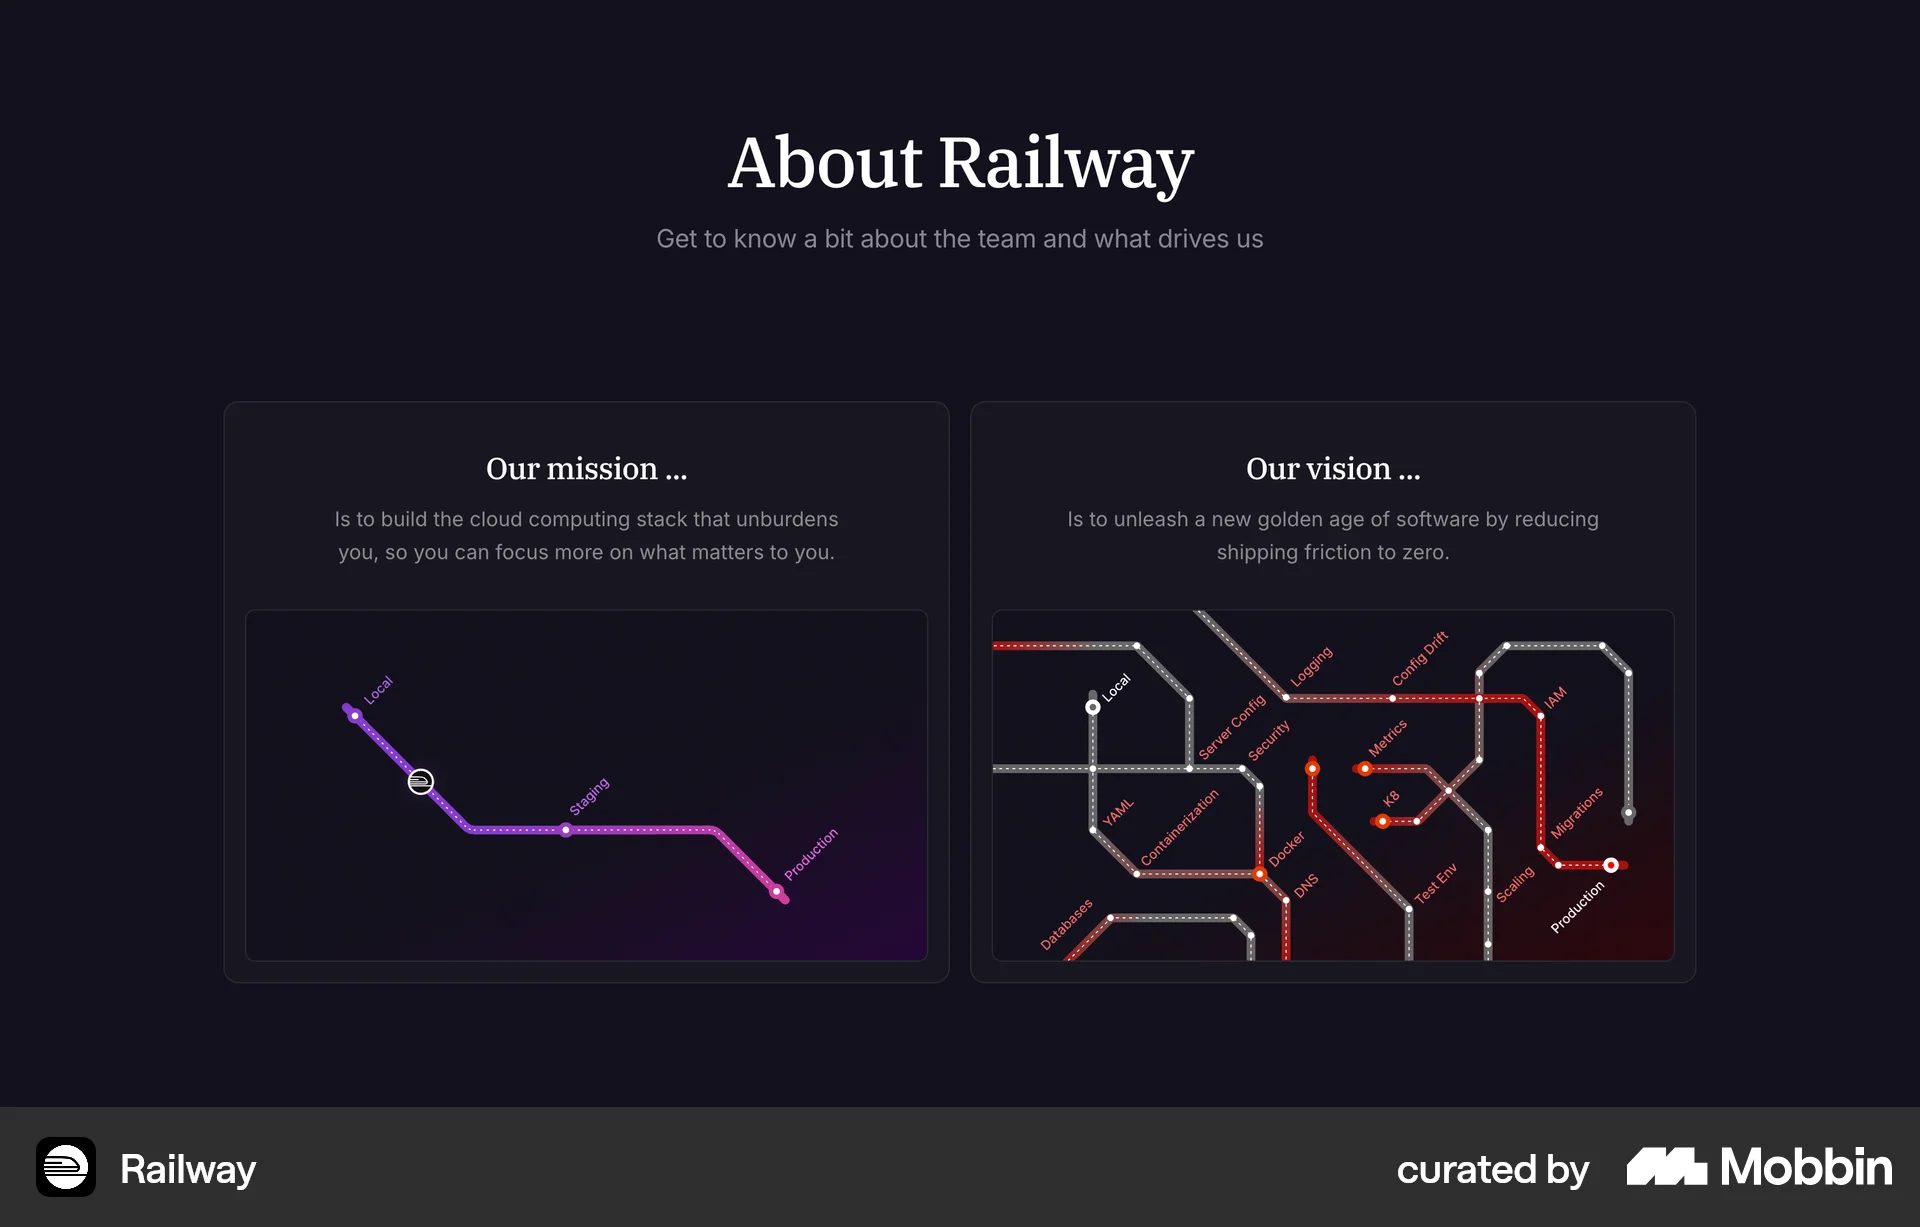 About Railway
Get to know a bit about the team and what drives us
Our mission ...
Is to build the cloud computing stack that unburdens
you, so you can focus more on what matters to you.
Local
Staging
Production
Our vision ...
Is to unleash a new golden age of software by reducing
shipping friction to zero.
Local
Server Config
Security
Logging
Config Drift
IAM
Metrics
K8
YAML
Containerization
Docker
DNS
Databases
Test Env
Scaling
Migrations
Production
Railway
curated by Mobbin